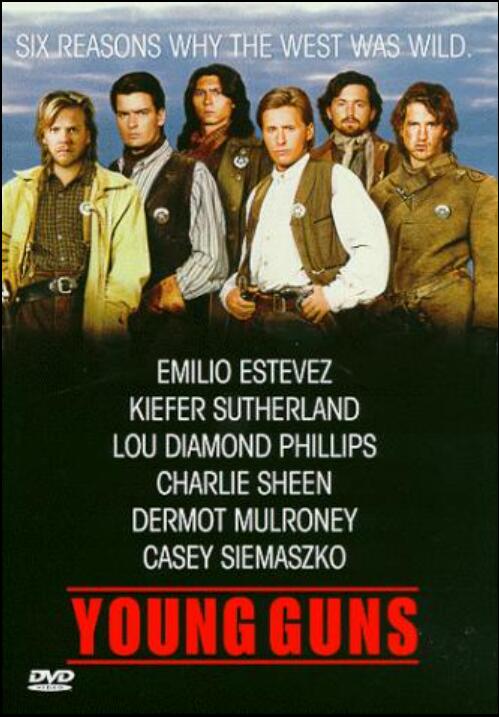 SIX REASONS WHY THE WEST WAS WILD.
EMILIO ESTEVEZ
KIEFER SUTHERLAND
LOU DIAMOND PHILLIPS
CHARLIE SHEEN
DERMOT MULRONEY
CASEY SIEMASZKO
YOUNG GUNS
DVD
VIDEO